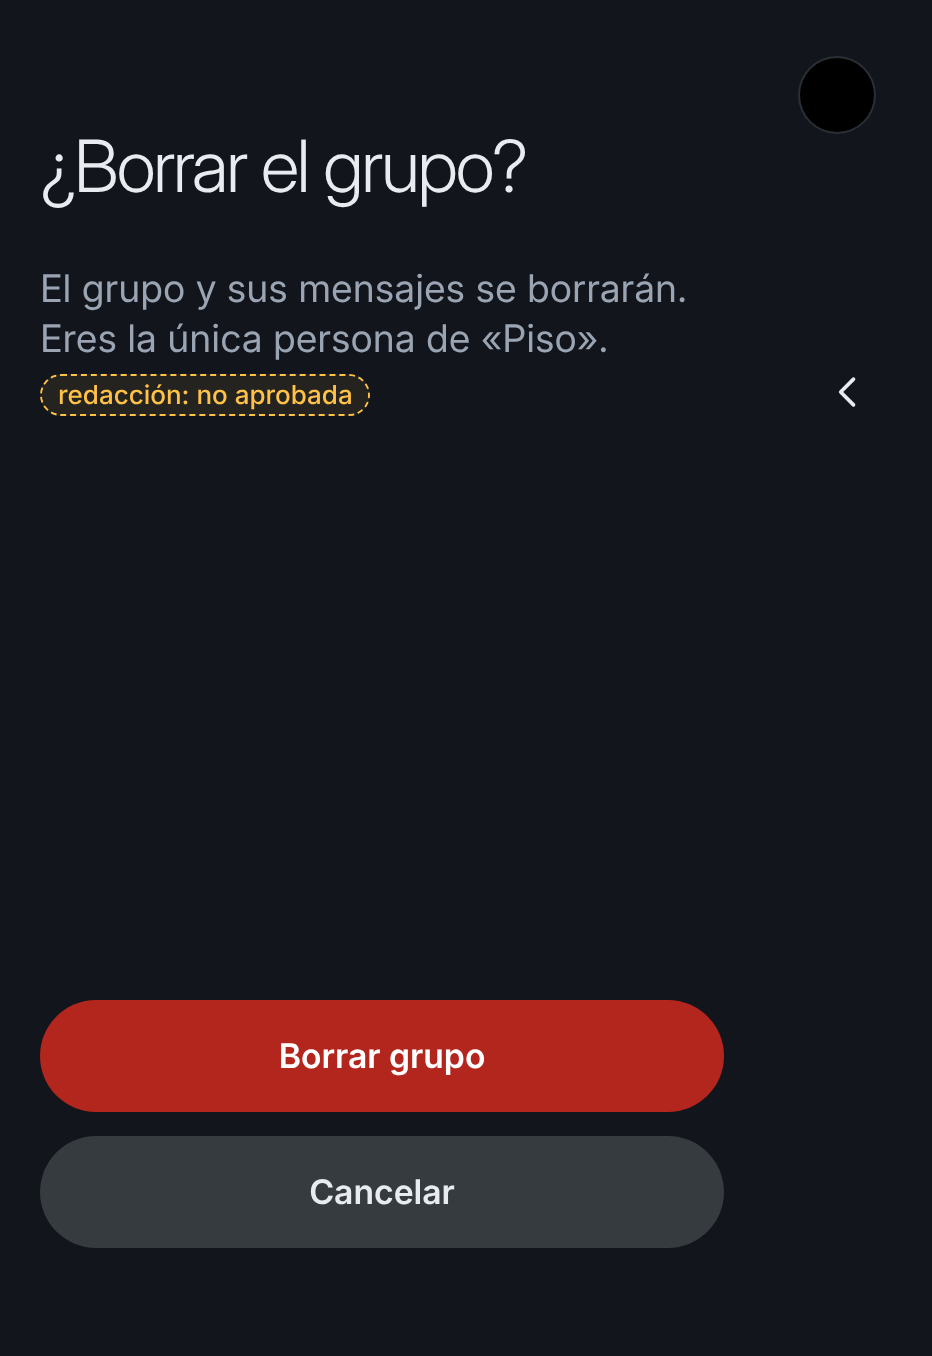 ¿Borrar el grupo?
El grupo y sus mensajes se borrarán.
Eres la única persona de «Piso».
redacción: no aprobada
Borrar grupo
Cancelar